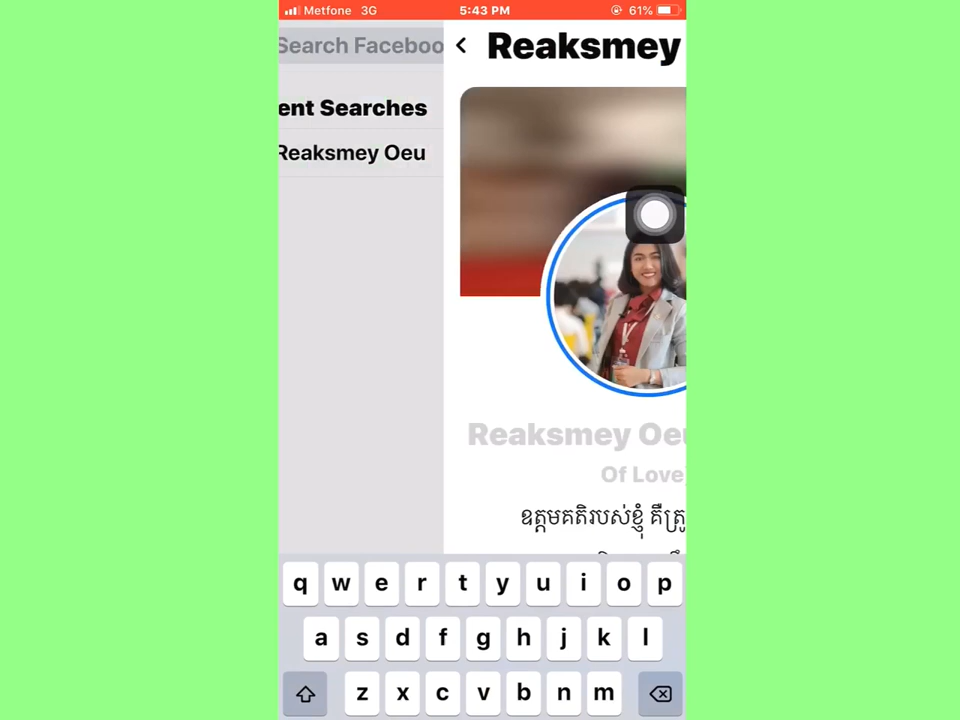 Metfone 3G 5:43 PM 61%
Search Faceboo
Reaksmey
ent Searches
Reaksmey Oeu
Reaksmey Oeu
Of Love
ឧត្តមគតិរបស់ខ្ញុំ គឺត្រូ
q w e r t y u i o p
a s d f g h j k l
z x c v b n m